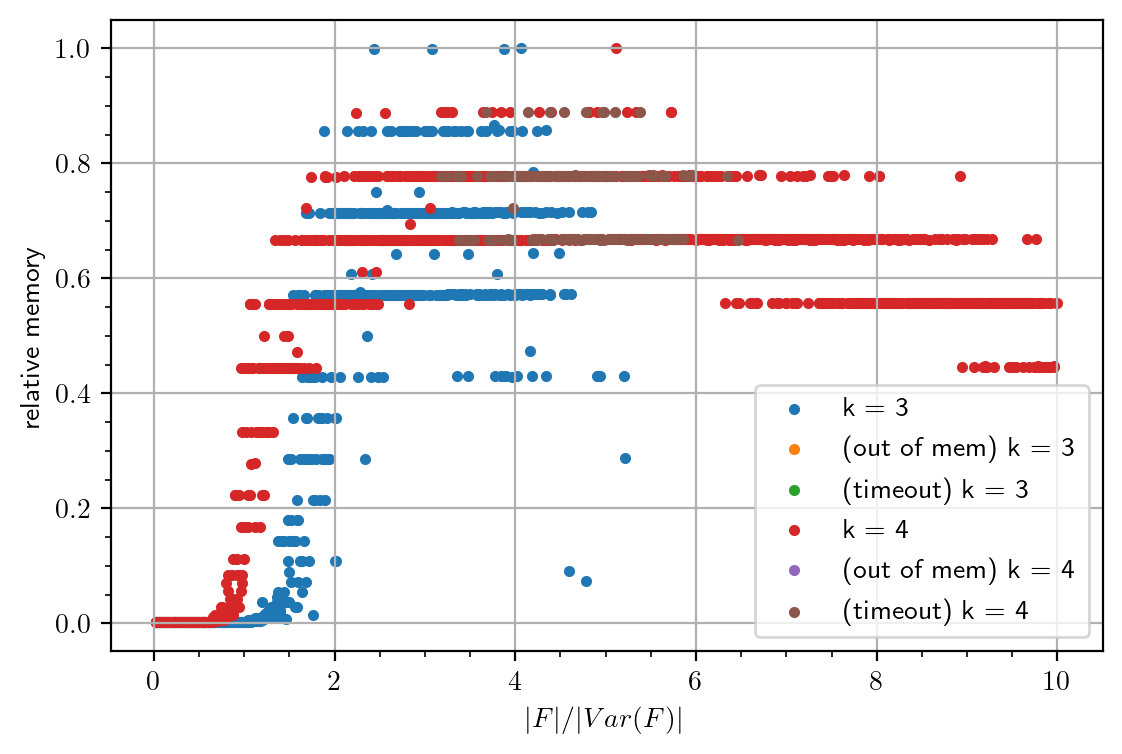 relative memory
1.0
0.8
0.6
0.4
0.2
0.0
k = 3
(out of mem) k = 3
(timeout) k = 3
k = 4
(out of mem) k = 4
(timeout) k = 4
0 2 4 6 8 10
|F|/|Var(F)|